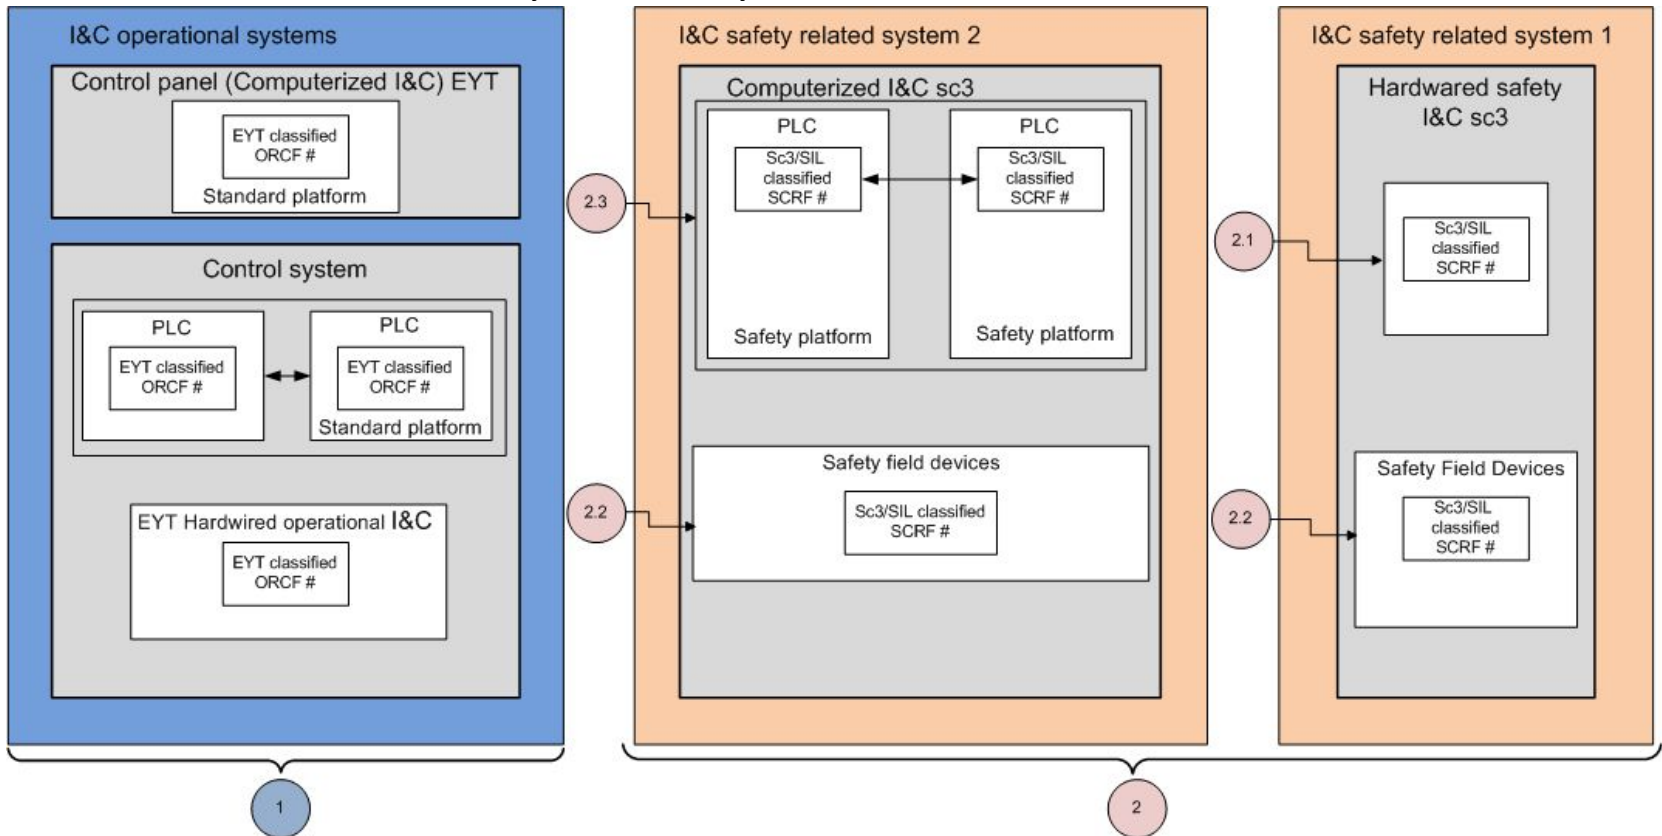 I&C operational systems
Control panel (Computerized I&C) EYT
EYT classified
ORCF #
Standard platform
Control system
PLC
EYT classified
ORCF #
PLC
EYT classified
ORCF #
Standard platform
EYT Hardwired operational I&C
EYT classified
ORCF #
1
2.3
2.2
I&C safety related system 2
Computerized I&C sc3
PLC
Sc3/SIL
classified
SCRF #
Safety platform
PLC
Sc3/SIL
classified
SCRF #
Safety platform
Safety field devices
Sc3/SIL classified
SCRF #
2.1
2.2
I&C safety related system 1
Hardwared safety
I&C sc3
Sc3/SIL
classified
SCRF #
Safety Field Devices
Sc3/SIL
classified
SCRF #
2